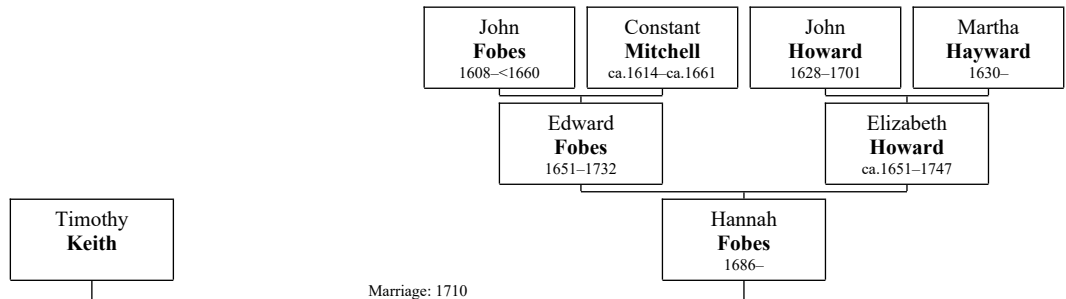 John
Fobes
1608–<1660
Constant
Mitchell
ca.1614–ca.1661
John
Howard
1628–1701
Martha
Hayward
1630–
Edward
Fobes
1651–1732
Elizabeth
Howard
ca.1651–1747
Timothy
Keith
Hannah
Fobes
1686–
Marriage: 1710